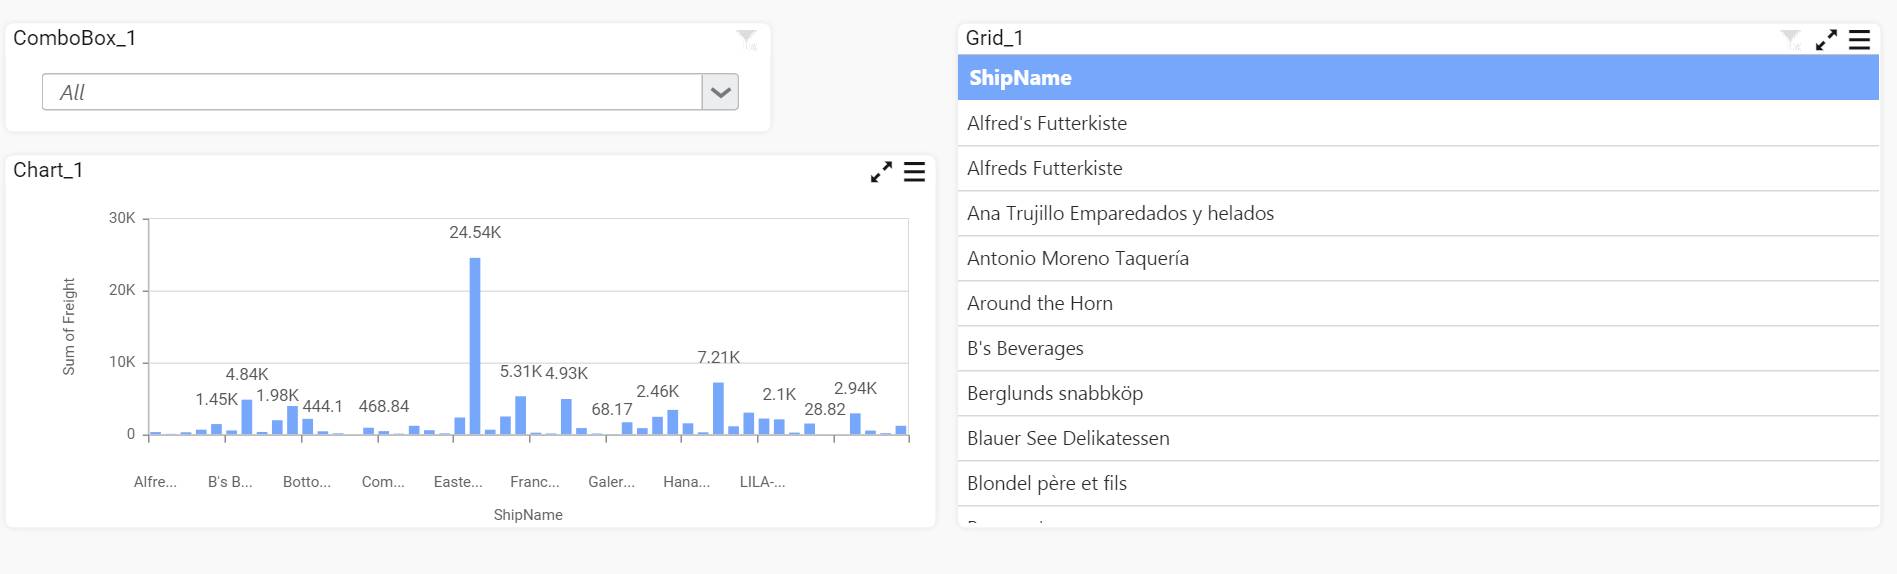 ComboBox_1
All
Chart_1
30K
24.54K
20K
Sum of Freight
10K
7.21K
5.31K 4.93K
4.84K
2.46K
2.94K
1.45K 1.98K
2.1K
444.1
468.84
68.17
28.82
0
Alfre...
B's B...
Botto...
Com...
Easte...
Franc...
Galer...
Hana...
LILA-...
ShipName
Grid_1
ShipName
Alfred's Futterkiste
Alfreds Futterkiste
Ana Trujillo Emparedados y helados
Antonio Moreno Taquería
Around the Horn
B's Beverages
Berglunds snabbköp
Blauer See Delikatessen
Blondel père et fils